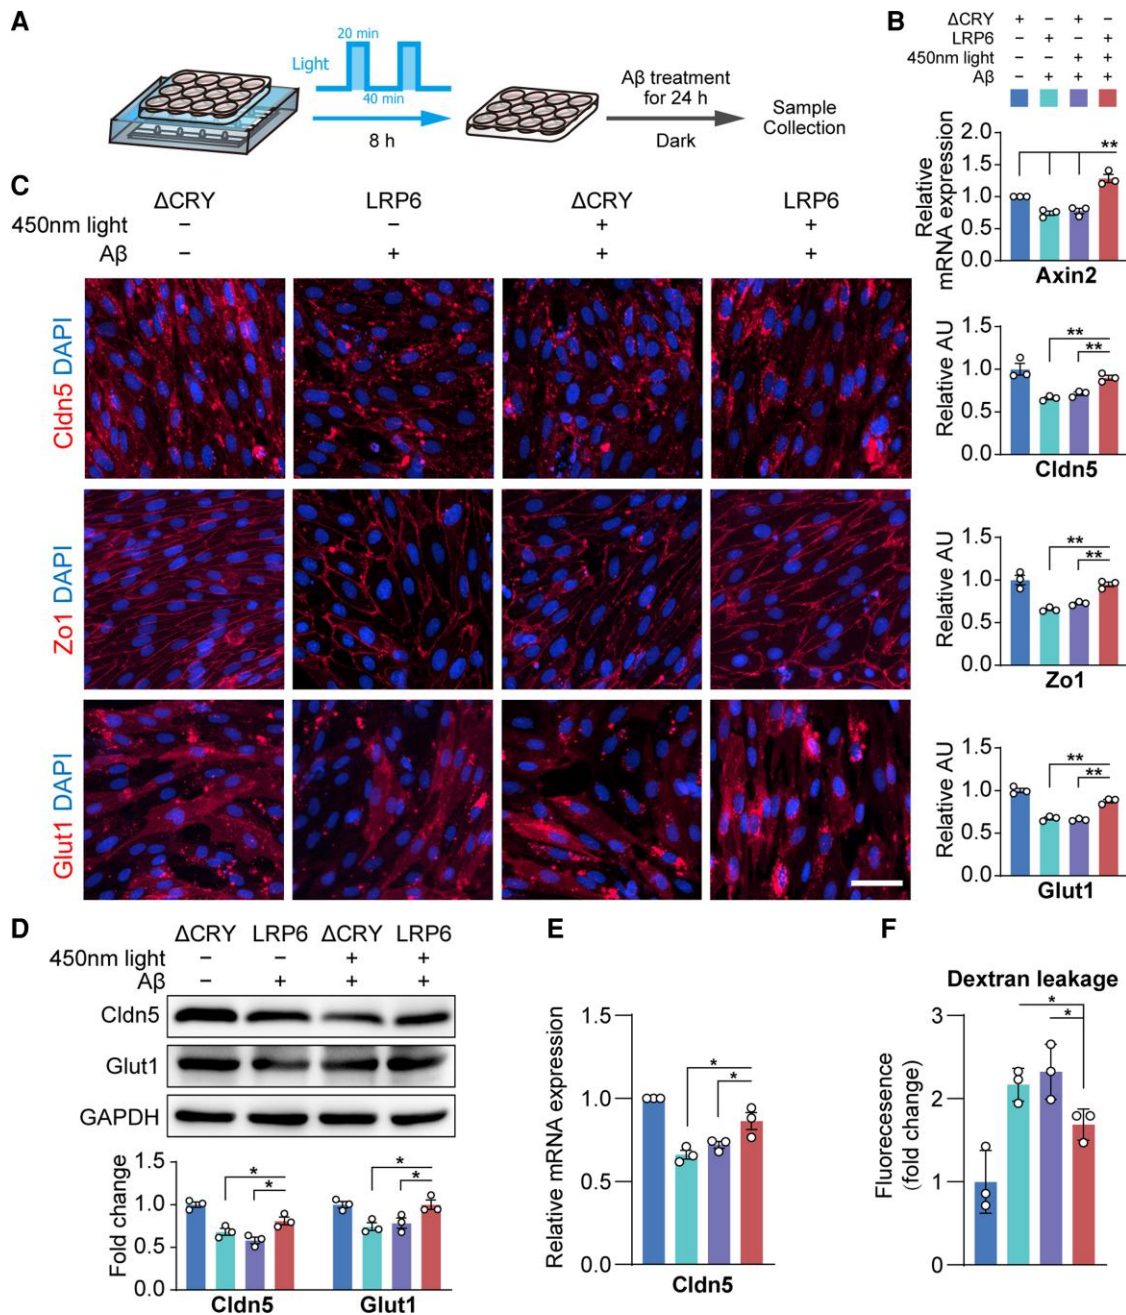 A
20 min
Light
40 min
8 h
Aβ treatment
for 24 h
Dark
Sample
Collection
B
ΔCRY + − + −
LRP6 − + − +
450nm light − − + +
Aβ − + + +
2.0
1.5
1.0
0.5
0.0
Relative
mRNA expression
**
Axin2
1.5
1.0
0.5
0.0
Relative AU
**
**
Cldn5
1.5
1.0
0.5
0.0
Relative AU
**
**
Zo1
1.5
1.0
0.5
0.0
Relative AU
**
**
Glut1
C
ΔCRY LRP6 ΔCRY LRP6
450nm light − − + +
Aβ − + + +
Cldn5 DAPI
Zo1 DAPI
Glut1 DAPI
D
ΔCRY LRP6 ΔCRY LRP6
450nm light − − + +
Aβ − + + +
Cldn5
Glut1
GAPDH
1.5
1.0
0.5
0.0
Fold change
*
*
*
*
Cldn5 Glut1
E
1.5
1.0
0.5
0.0
Relative mRNA expression
*
*
Cldn5
F
Dextran leakage
3
2
1
0
Fluorecesence
(fold change)
*
*